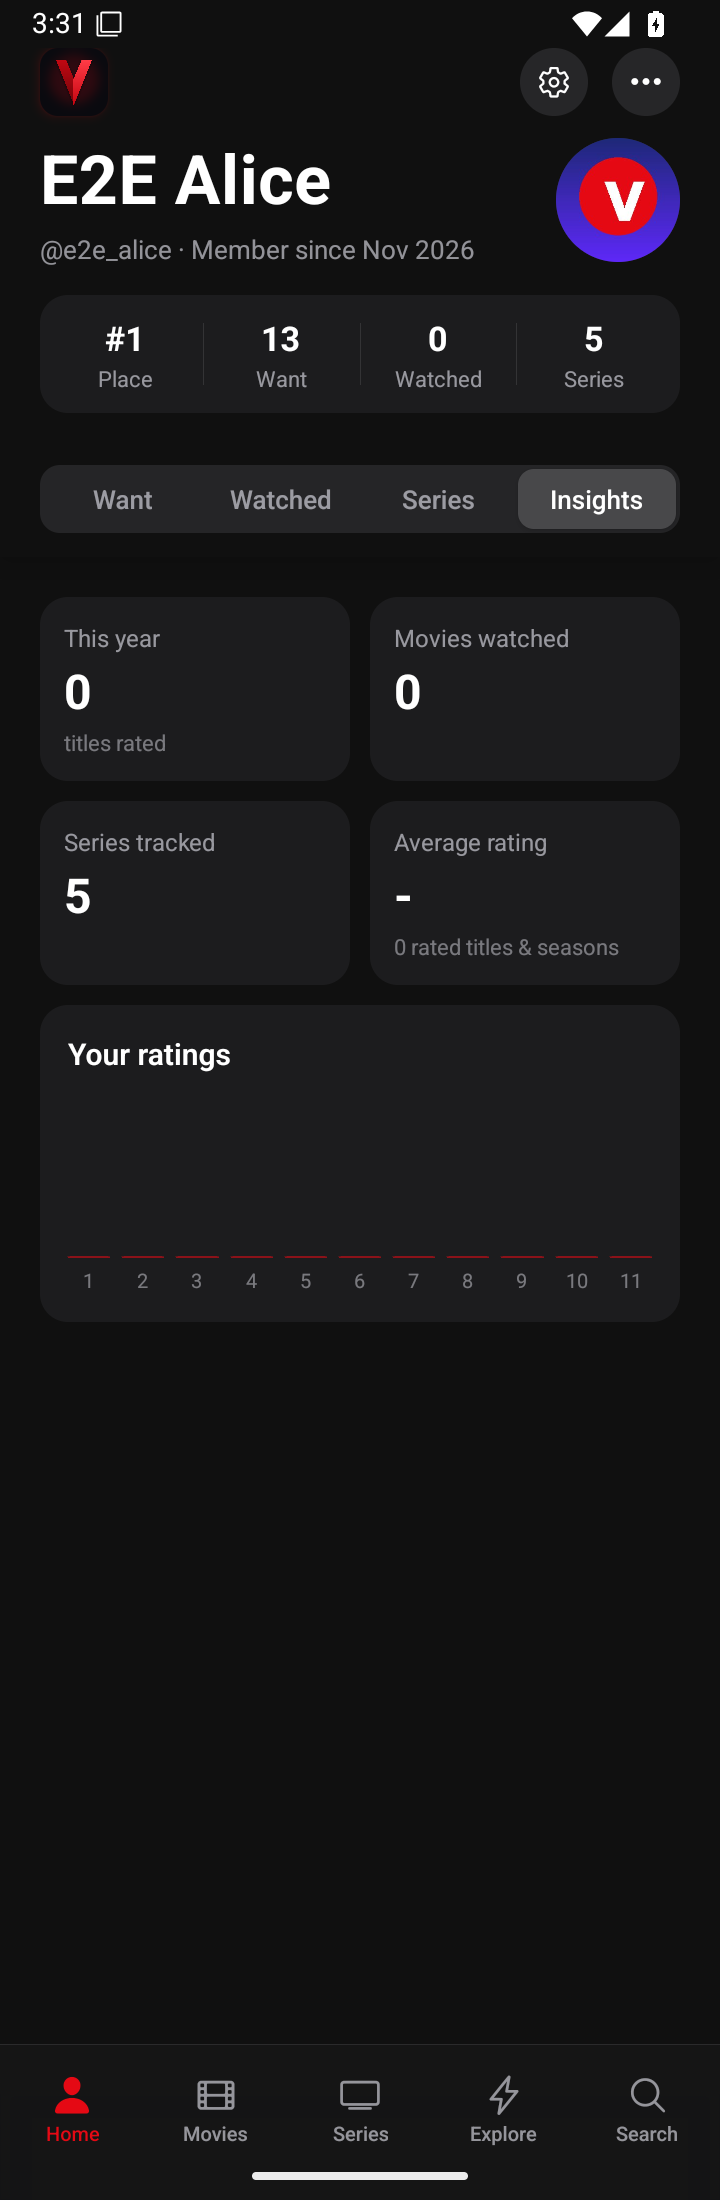 3:31
V
E2E Alice
V
@e2e_alice · Member since Nov 2026
#1 13 0 5
Place Want Watched Series
Want Watched Series Insights
This year Movies watched
0 0
titles rated
Series tracked Average rating
5 -
0 rated titles & seasons
Your ratings
1 2 3 4 5 6 7 8 9 10 11
Home Movies Series Explore Search